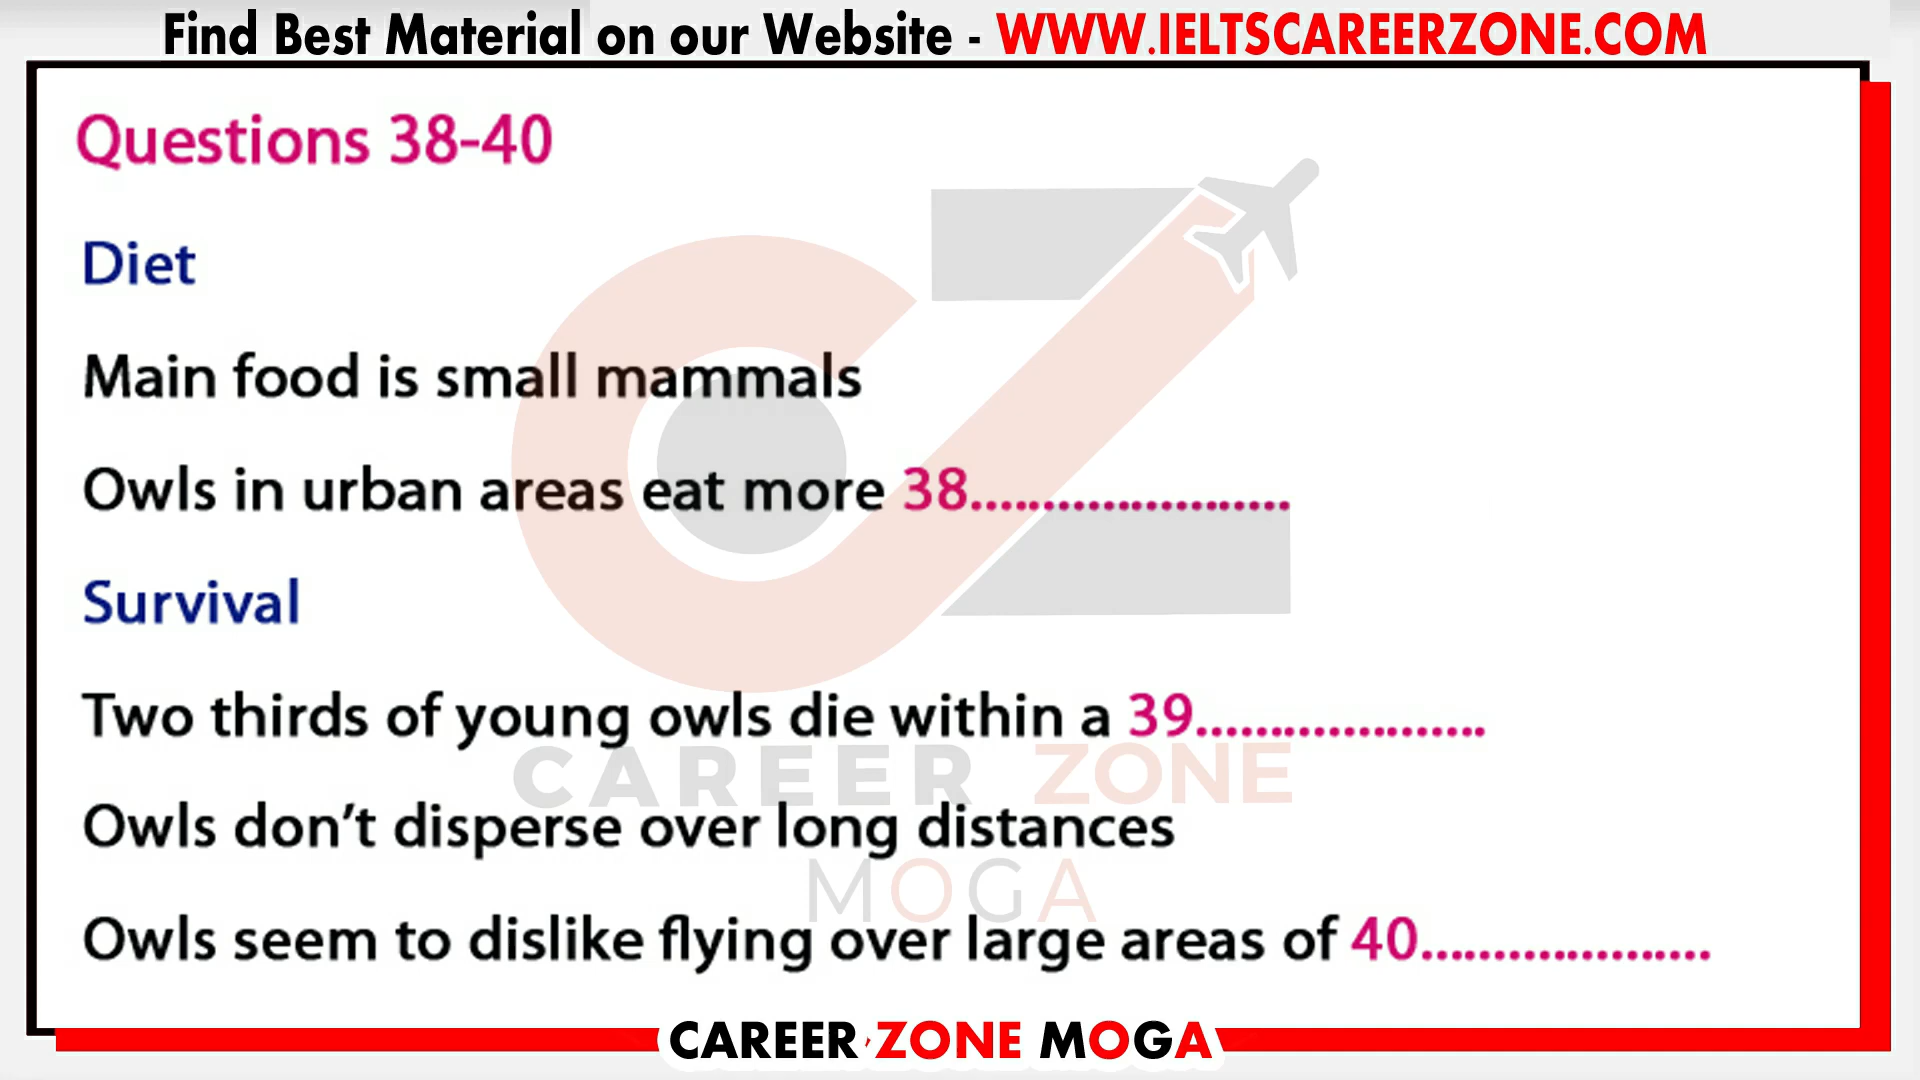 Find Best Material on our Website - WWW.IELTSCAREERZONE.COM
Questions 38-40
Diet
Main food is small mammals
Owls in urban areas eat more 38......................
Survival
Two thirds of young owls die within a 39....................
CAREER ZONE
Owls don't disperse over long distances
MOGA
Owls seem to dislike flying over large areas of 40....................
CAREER ZONE MOGA